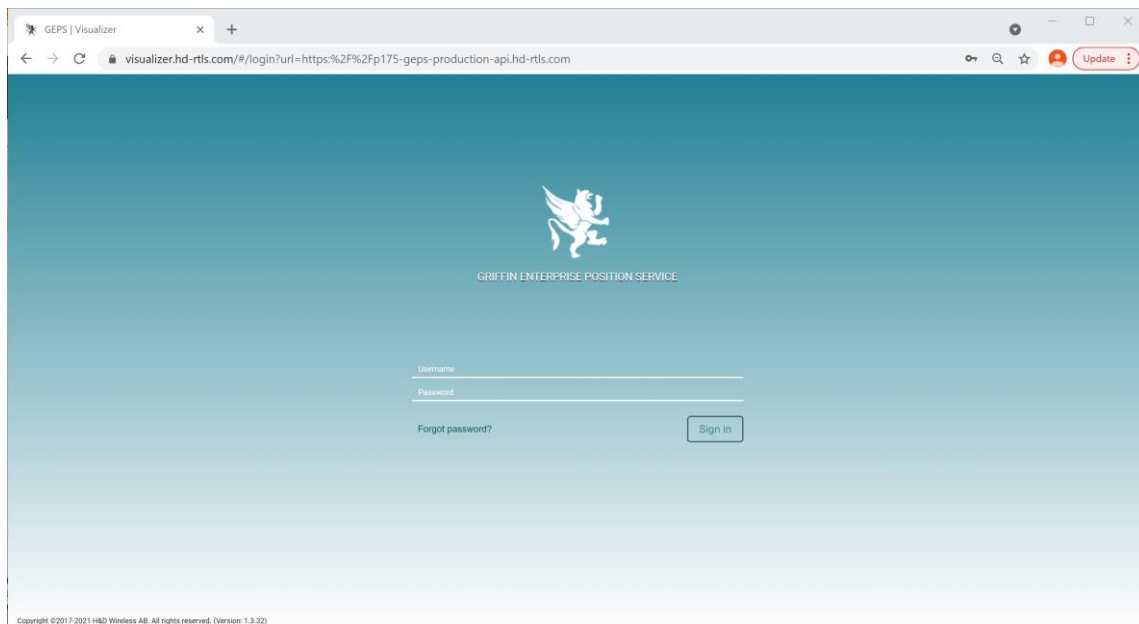 GEPS | Visualizer
visualizer.hd-rtls.com/#/login?url=https:%2F%2Fp175-geps-production-api.hd-rtls.com
Update
GRIFFIN ENTERPRISE POSITION SERVICE
Username
Password
Forgot password?
Sign in
Copyright ©2017-2021 H&D Wireless AB. All rights reserved. (Version: 1.3.32)